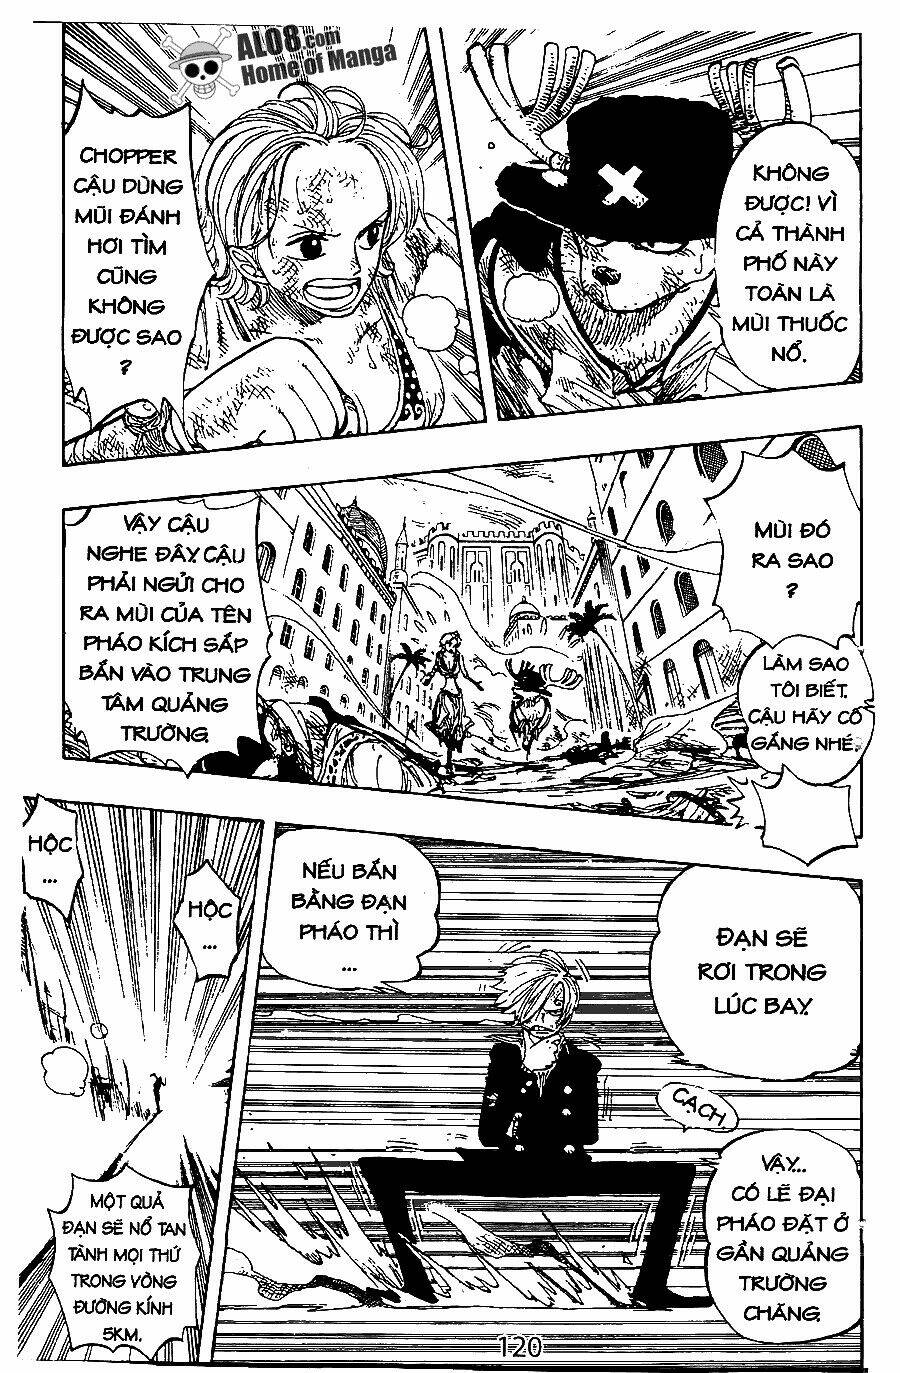 AL08.com
Home of Manga
CHOPPER
CẬU DÙNG
MŨI ĐÁNH
HƠI TÌM
CŨNG
KHÔNG
ĐƯỢC SAO
?
KHÔNG
ĐƯỢC! VÌ
CẢ THÀNH
PHỐ NÀY
TOÀN LÀ
MÙI THUỐC
NỔ.
VẬY CẬU
NGHE ĐÂY. CẬU
PHẢI NGỬI CHO
RA MÙI CỦA TÊN
PHÁO KÍCH SẮP
BẮN VÀO TRUNG
TÂM QUẢNG
TRƯỜNG.
MÙI ĐÓ
RA SAO
?
LÀM SAO
TÔI BIẾT.
CẬU HÃY CỐ
GẮNG NHÉ.
HỘC
...
HỘC
...
MỘT QUẢ
ĐẠN SẼ NỔ TAN
TÀNH MỌI THỨ
TRONG VÒNG
ĐƯỜNG KÍNH
5KM.
NẾU BẮN
BẰNG ĐẠN
PHÁO THÌ
...
ĐẠN SẼ
RƠI TRONG
LÚC BAY.
CẠCH
VẬY...
CÓ LẼ ĐẠI
PHÁO ĐẶT Ở
GẦN QUẢNG
TRƯỜNG
CHĂNG.
120